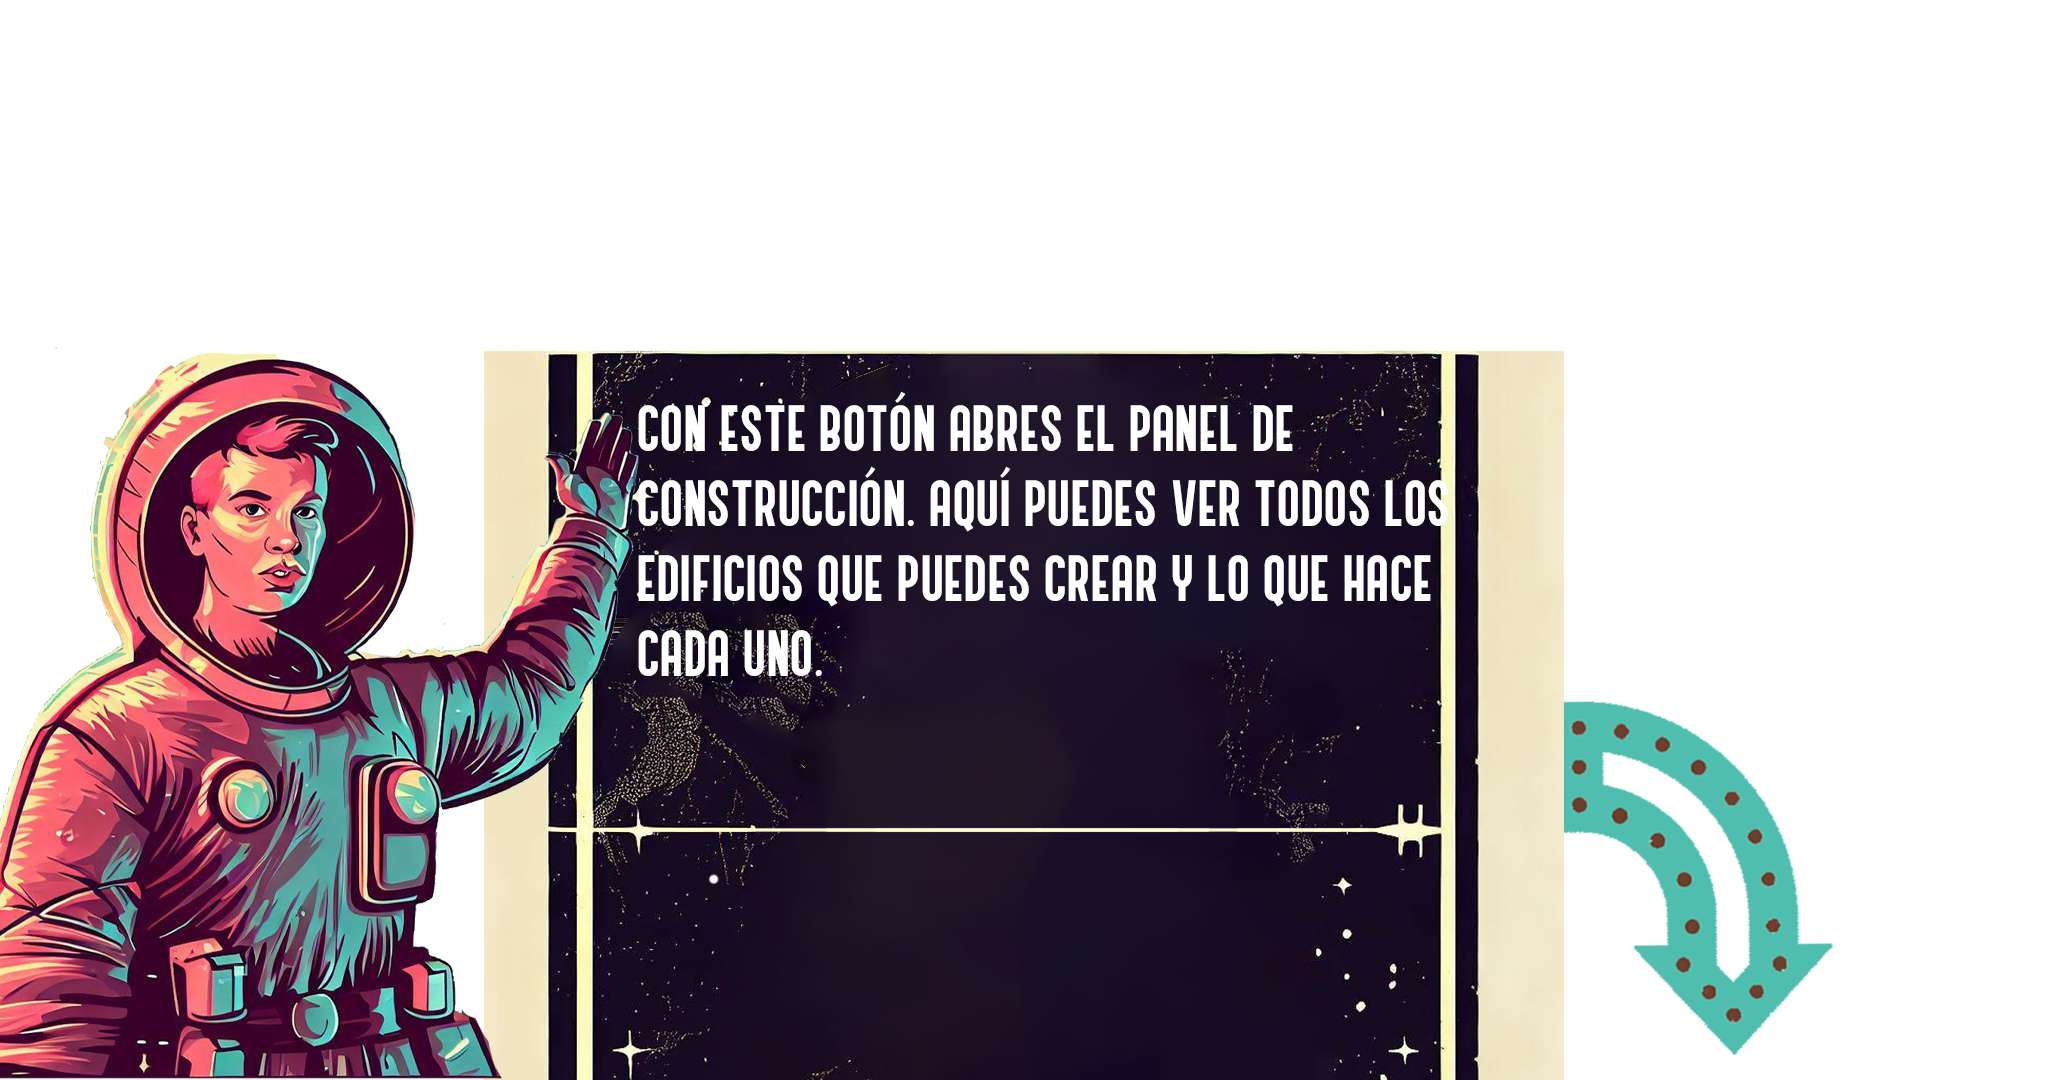 CON ESTE BOTÓN ABRES EL PANEL DE
CONSTRUCCIÓN. AQUÍ PUEDES VER TODOS LOS
EDIFICIOS QUE PUEDES CREAR Y LO QUE HACE
CADA UNO.